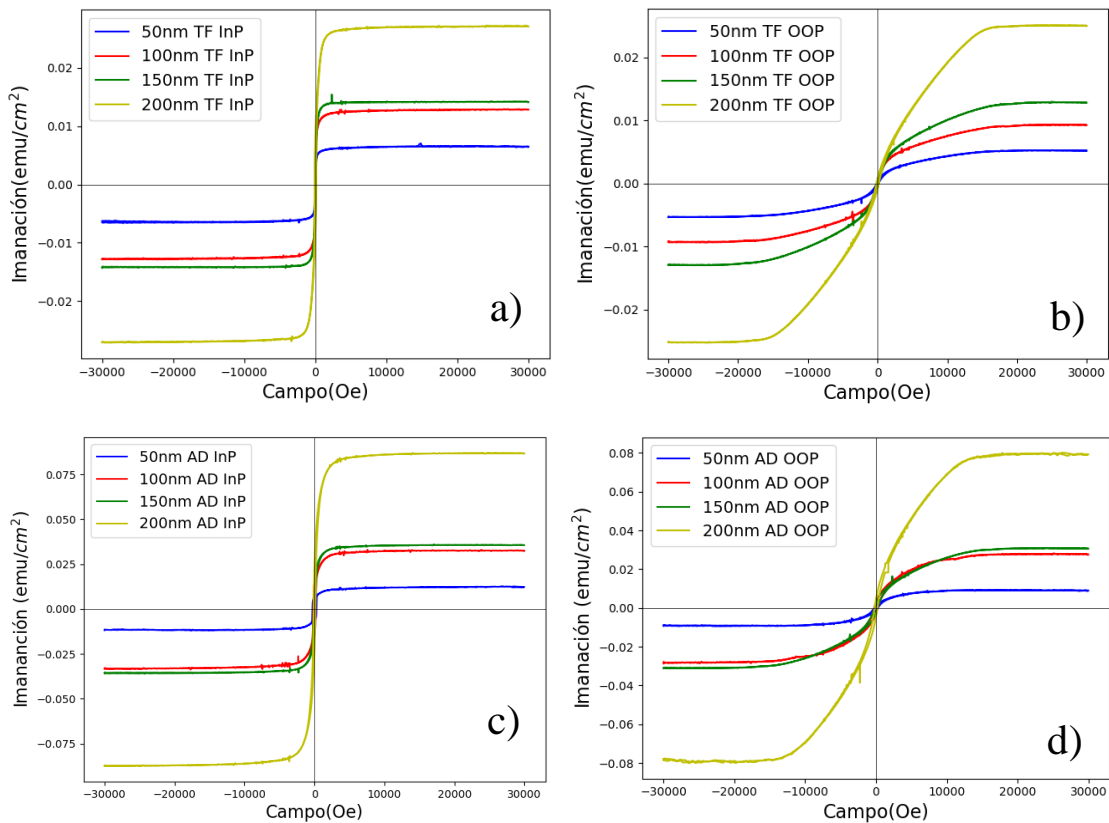 50nm TF InP
100nm TF InP
150nm TF InP
200nm TF InP
0.02
0.01
0.00
−0.01
−0.02
−30000 −20000 −10000 0 10000 20000 30000
Campo(Oe)
Imanación(emu/cm²)
a)
50nm TF OOP
100nm TF OOP
150nm TF OOP
200nm TF OOP
0.02
0.01
0.00
−0.01
−0.02
−30000 −20000 −10000 0 10000 20000 30000
Campo(Oe)
Imanación(emu/cm²)
b)
50nm AD InP
100nm AD InP
150nm AD InP
200nm AD InP
0.075
0.050
0.025
0.000
−0.025
−0.050
−0.075
−30000 −20000 −10000 0 10000 20000 30000
Campo(Oe)
Imananción (emu/cm²)
c)
50nm AD OOP
100nm AD OOP
150nm AD OOP
200nm AD OOP
0.08
0.06
0.04
0.02
0.00
−0.02
−0.04
−0.06
−0.08
−30000 −20000 −10000 0 10000 20000 30000
Campo(Oe)
Imanación (emu/cm²)
d)